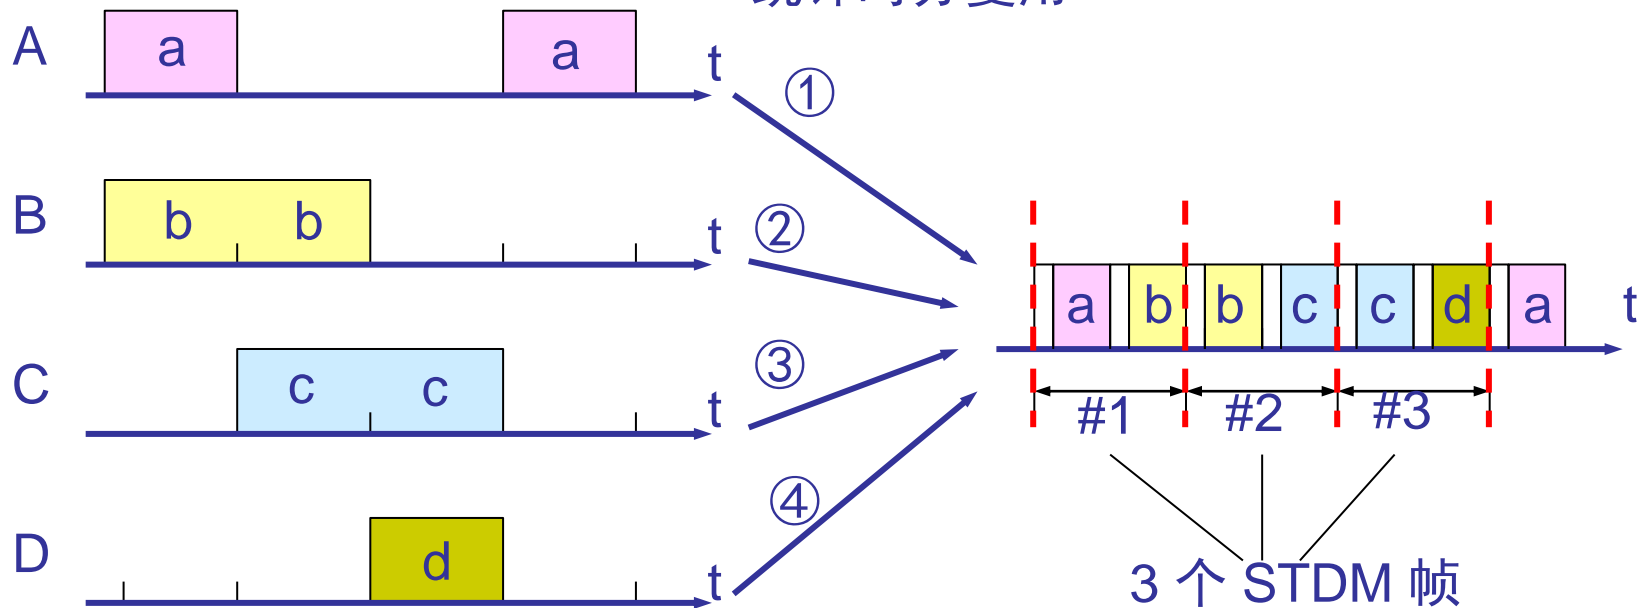 A a a t
①
B b b t
②
a b b c c d a t
C c c t
③
#1 #2 #3
D d t
④
3 个 STDM 帧